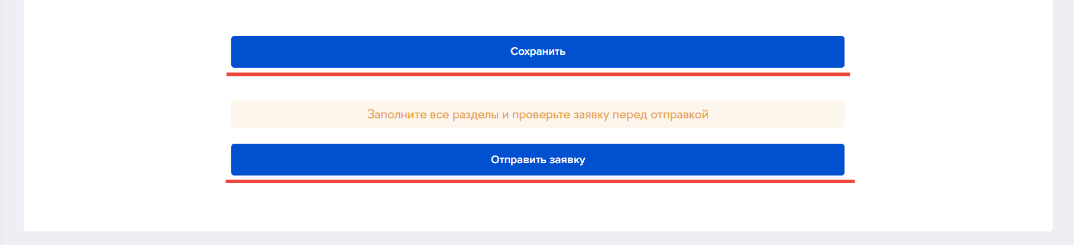 Сохранить
Заполните все разделы и проверьте заявку перед отправкой
Отправить заявку